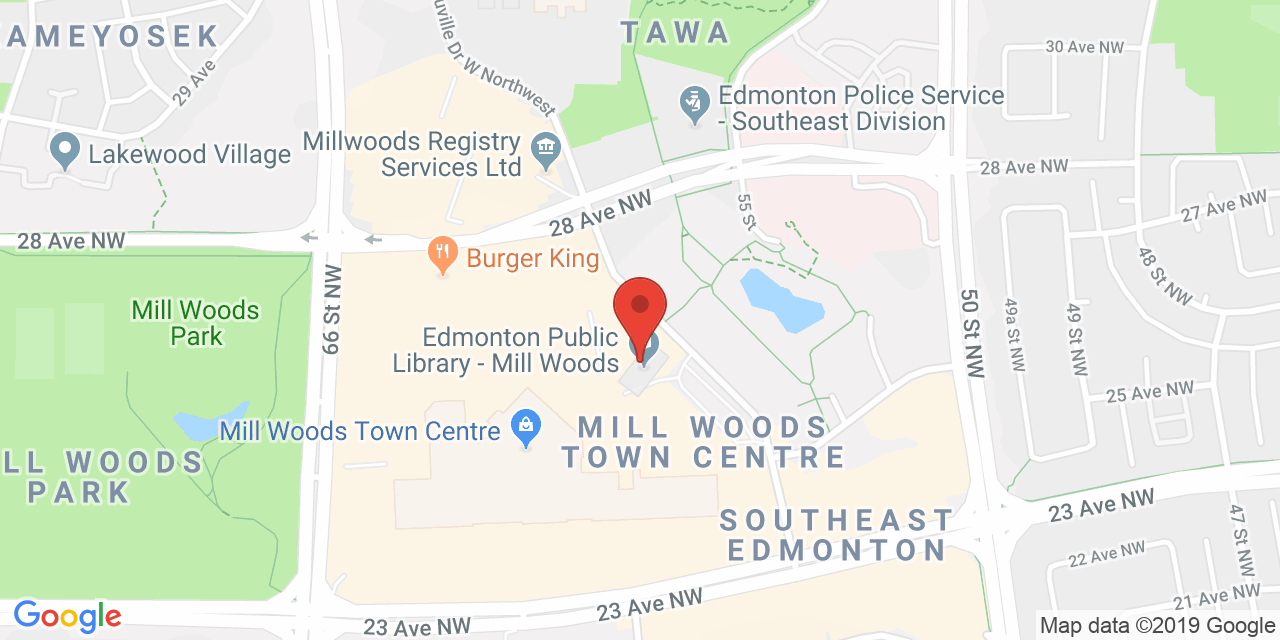 AMEYOSEK
29 Ave
uville Dr W Northwest
TAWA
30 Ave NW
Edmonton Police Service
- Southeast Division
Millwoods Registry
Services Ltd
Lakewood Village
28 Ave NW
28 Ave NW
55 St
27 Ave NW
28 Ave NW
Burger King
48 St NW
Mill Woods
Park
66 St NW
50 St NW
49a St NW
49 St NW
Edmonton Public
Library - Mill Woods
25 Ave NW
Mill Woods Town Centre
MILL WOODS
TOWN CENTRE
LL WOODS
PARK
SOUTHEAST
EDMONTON
23 Ave NW
47 St NW
22 Ave NW
21 Ave NW
23 Ave NW
23 Ave NW
Google
Map data ©2019 Google